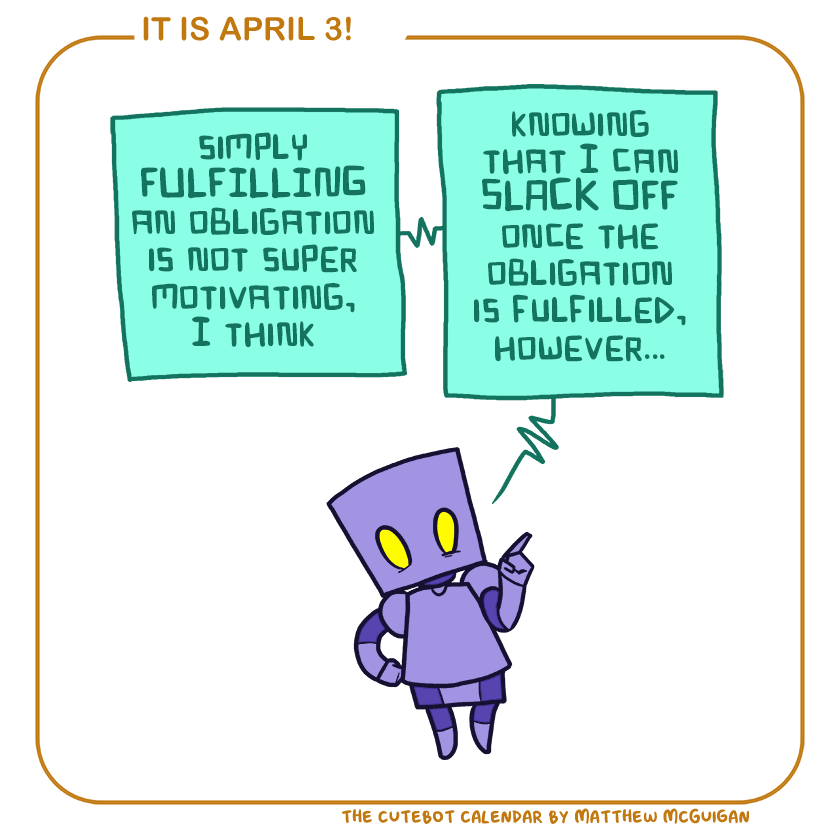 IT IS APRIL 3!
SIMPLY
FULFILLING
AN OBLIGATION
IS NOT SUPER
MOTIVATING,
I THINK
KNOWING
THAT I CAN
SLACK OFF
ONCE THE
OBLIGATION
IS FULFILLED,
HOWEVER...
THE CUTEBOT CALENDAR BY MATTHEW MCGUIGAN